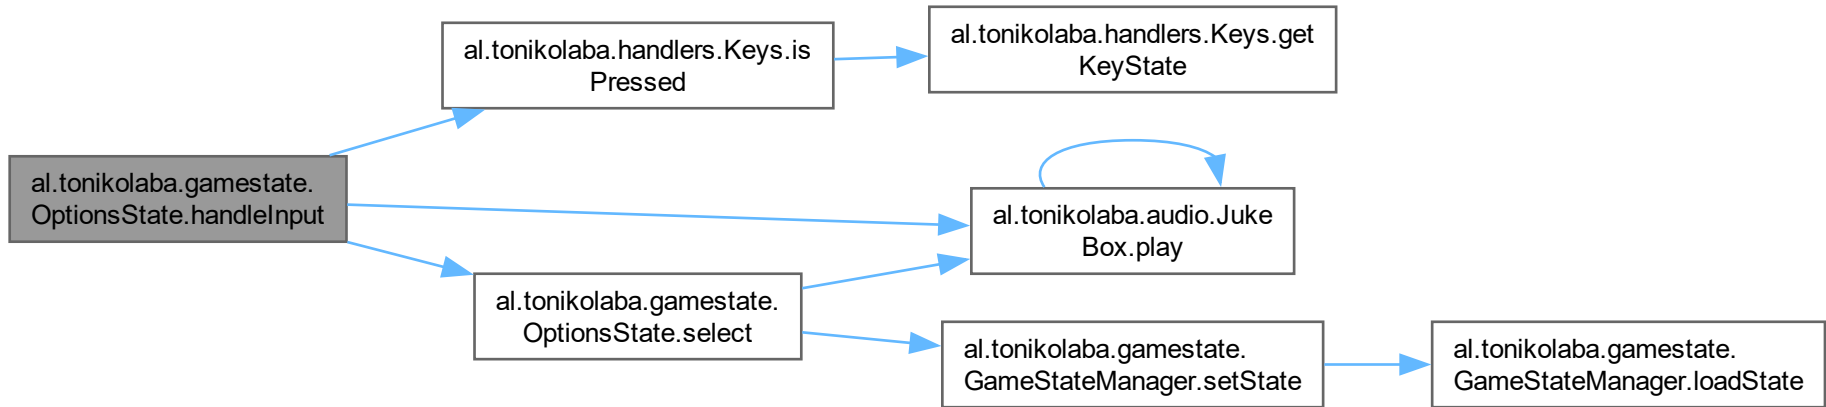 al.tonikolaba.handlers.Keys.is
Pressed
al.tonikolaba.handlers.Keys.get
KeyState
al.tonikolaba.gamestate.
OptionsState.handleInput
al.tonikolaba.audio.Juke
Box.play
al.tonikolaba.gamestate.
OptionsState.select
al.tonikolaba.gamestate.
GameStateManager.setState
al.tonikolaba.gamestate.
GameStateManager.loadState